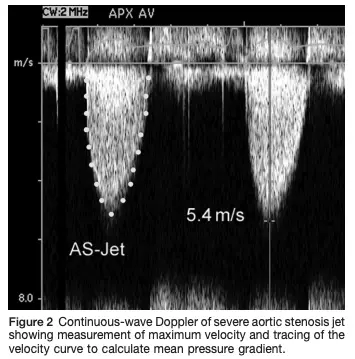 CW:2 MHz APX AV
m/s
5.4 m/s
AS-Jet
8.0
Figure 2 Continuous-wave Doppler of severe aortic stenosis jet
showing measurement of maximum velocity and tracing of the
velocity curve to calculate mean pressure gradient.